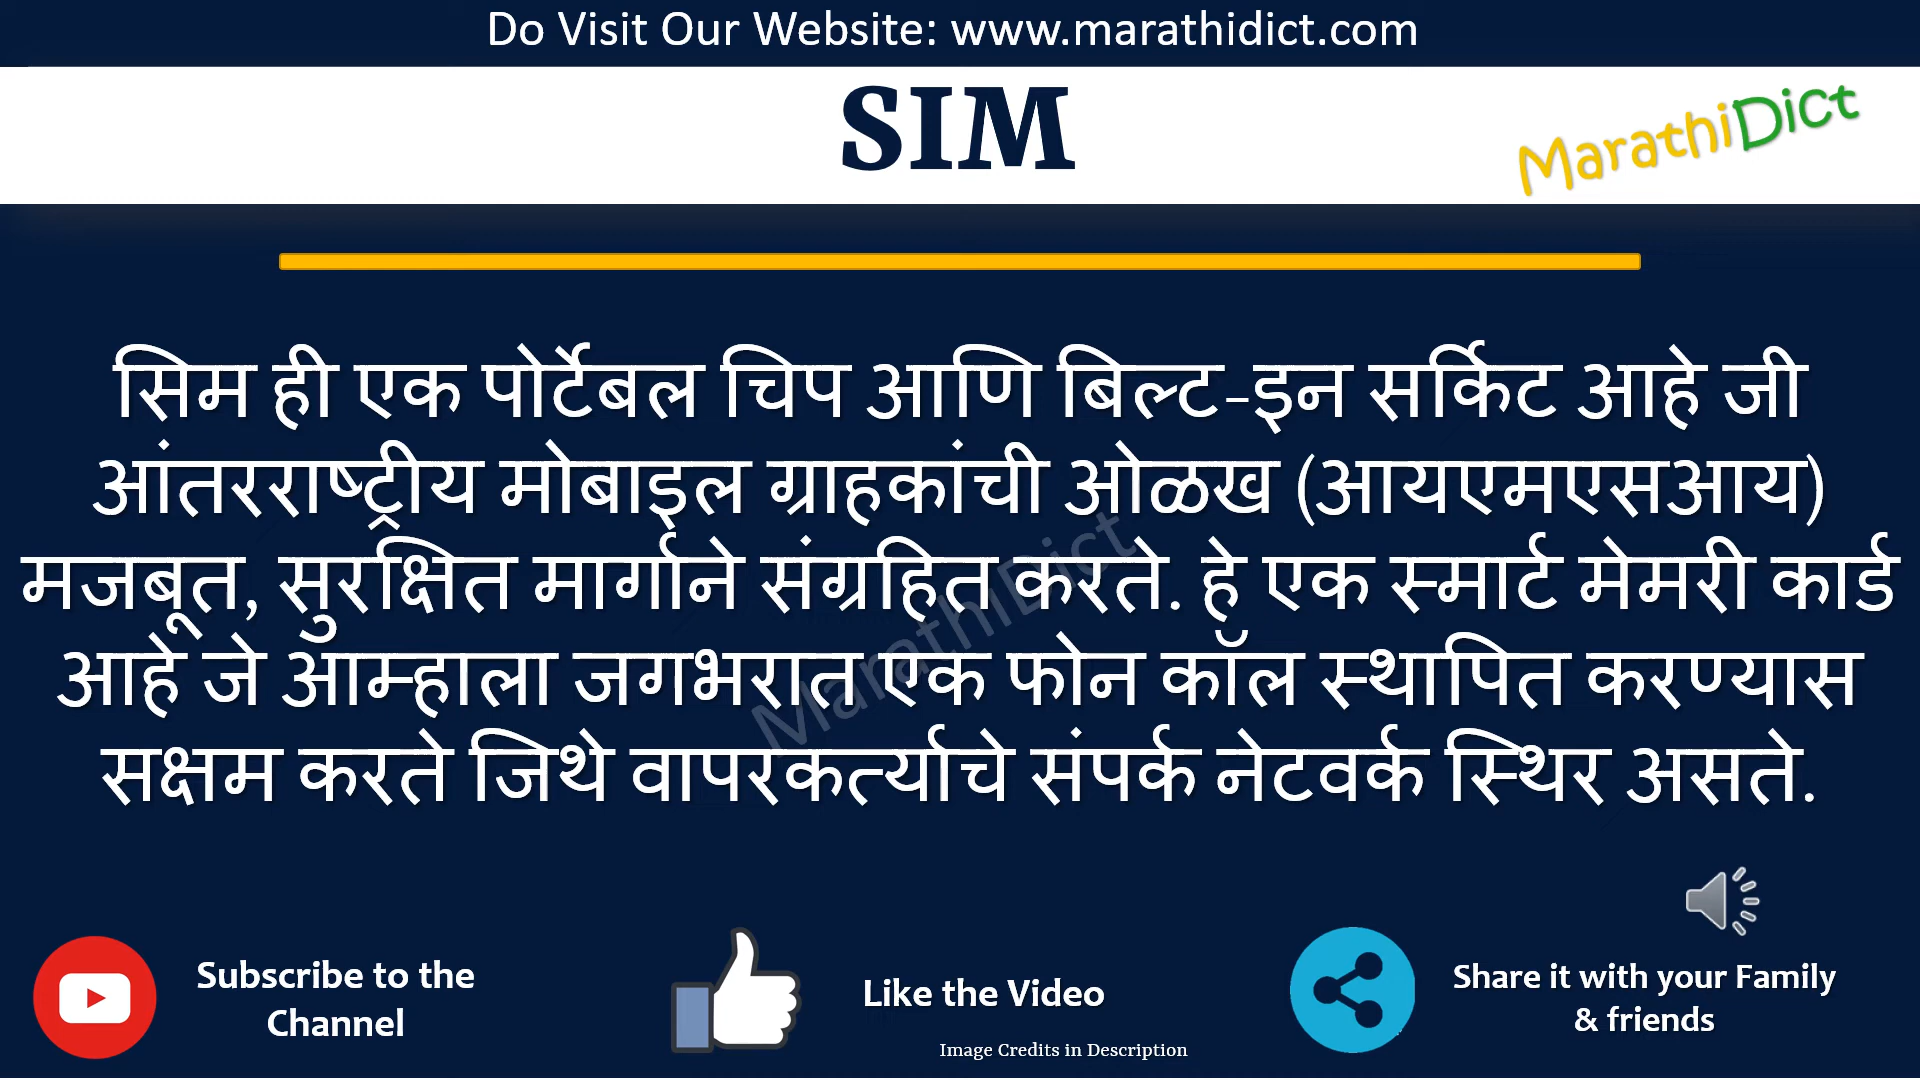 Do Visit Our Website: www.marathidict.com
SIM
MarathiDict
सिम ही एक पोर्टेबल चिप आणि बिल्ट-इन सर्किट आहे जी
आंतरराष्ट्रीय मोबाइल ग्राहकांची ओळख (आयएमएसआय)
मजबूत, सुरक्षित मार्गाने संग्रहित करते. हे एक स्मार्ट मेमरी कार्ड
आहे जे आम्हाला जगभरात एक फोन कॉल स्थापित करण्यास
सक्षम करते जिथे वापरकर्त्याचे संपर्क नेटवर्क स्थिर असते.
MarathiDict
Subscribe to the
Channel
Like the Video
Share it with your Family
& friends
Image Credits in Description